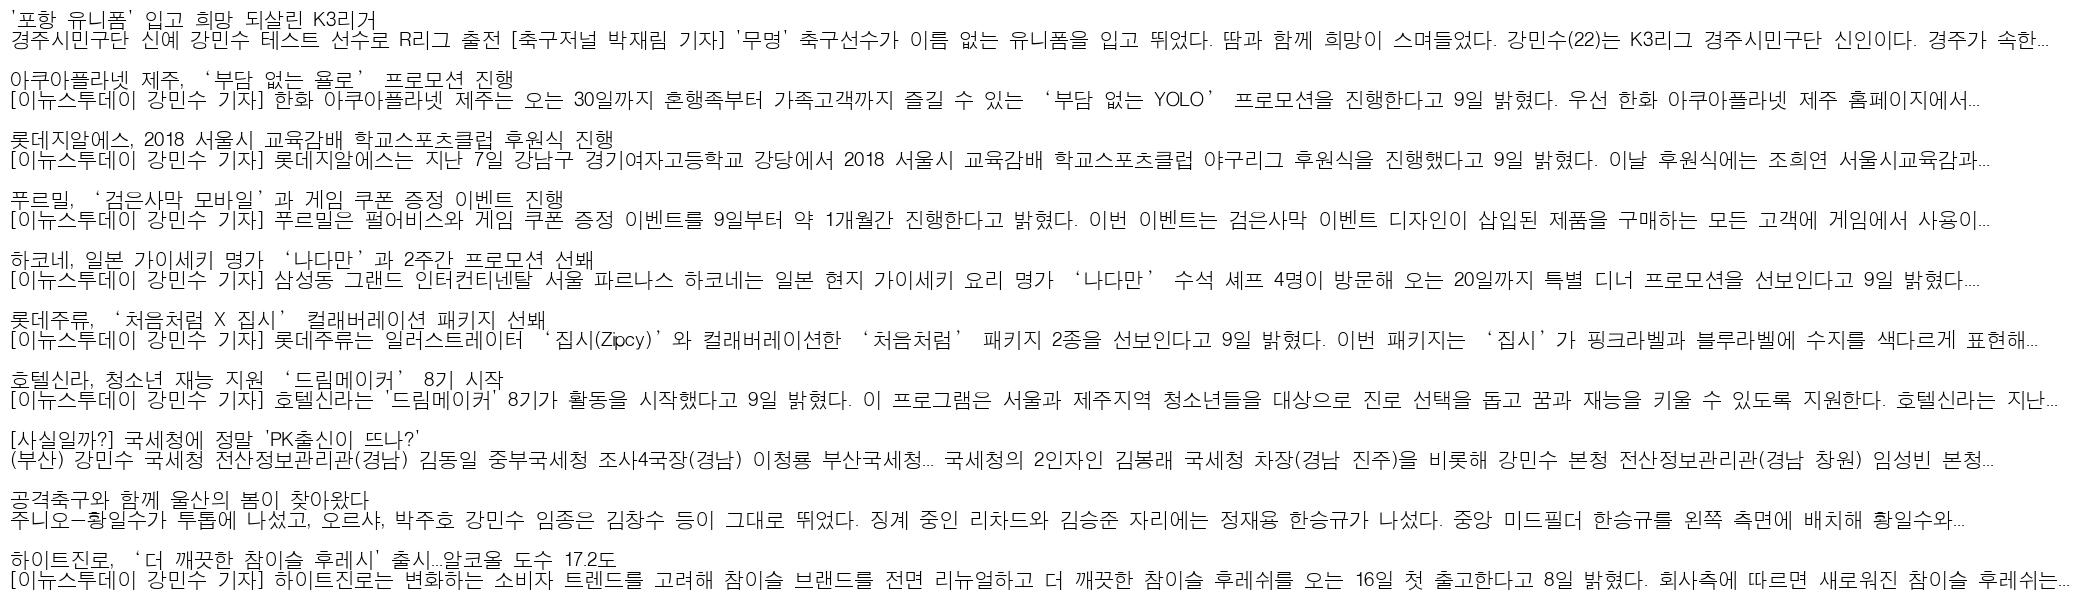 '포항 유니폼' 입고 희망 되살린 K3리거
경주시민구단 신예 강민수 테스트 선수로 R리그 출전 [축구저널 박재림 기자] '무명' 축구선수가 이름 없는 유니폼을 입고 뛰었다. 땀과 함께 희망이 스며들었다. 강민수(22)는 K3리그 경주시민구단 신인이다. 경주가 속한...
아쿠아플라넷 제주, ‘부담 없는 욜로’ 프로모션 진행
[이뉴스투데이 강민수 기자] 한화 아쿠아플라넷 제주는 오는 30일까지 혼행족부터 가족고객까지 즐길 수 있는 ‘부담 없는 YOLO’ 프로모션을 진행한다고 9일 밝혔다. 우선 한화 아쿠아플라넷 제주 홈페이지에서...
롯데지알에스, 2018 서울시 교육감배 학교스포츠클럽 후원식 진행
[이뉴스투데이 강민수 기자] 롯데지알에스는 지난 7일 강남구 경기여자고등학교 강당에서 2018 서울시 교육감배 학교스포츠클럽 야구리그 후원식을 진행했다고 9일 밝혔다. 이날 후원식에는 조희연 서울시교육감과...
푸르밀, ‘검은사막 모바일’과 게임 쿠폰 증정 이벤트 진행
[이뉴스투데이 강민수 기자] 푸르밀은 펄어비스와 게임 쿠폰 증정 이벤트를 9일부터 약 1개월간 진행한다고 밝혔다. 이번 이벤트는 검은사막 이벤트 디자인이 삽입된 제품을 구매하는 모든 고객에 게임에서 사용이...
하코네, 일본 가이세키 명가 ‘나다만’과 2주간 프로모션 선봬
[이뉴스투데이 강민수 기자] 삼성동 그랜드 인터컨티넨탈 서울 파르나스 하코네는 일본 현지 가이세키 요리 명가 ‘나다만’ 수석 셰프 4명이 방문해 오는 20일까지 특별 디너 프로모션을 선보인다고 9일 밝혔다....
롯데주류, ‘처음처럼 X 집시’ 컬래버레이션 패키지 선봬
[이뉴스투데이 강민수 기자] 롯데주류는 일러스트레이터 ‘집시(Zipcy)’와 컬래버레이션한 ‘처음처럼’ 패키지 2종을 선보인다고 9일 밝혔다. 이번 패키지는 ‘집시’가 핑크라벨과 블루라벨에 수지를 색다르게 표현해...
호텔신라, 청소년 재능 지원 ‘드림메이커’ 8기 시작
[이뉴스투데이 강민수 기자] 호텔신라는 '드림메이커' 8기가 활동을 시작했다고 9일 밝혔다. 이 프로그램은 서울과 제주지역 청소년들을 대상으로 진로 선택을 돕고 꿈과 재능을 키울 수 있도록 지원한다. 호텔신라는 지난...
[사실일까?] 국세청에 정말 'PK출신이 뜨나?'
(부산) 강민수 국세청 전산정보관리관(경남) 김동일 중부국세청 조사4국장(경남) 이청룡 부산국세청... 국세청의 2인자인 김봉래 국세청 차장(경남 진주)을 비롯해 강민수 본청 전산정보관리관(경남 창원) 임성빈 본청...
공격축구와 함께 울산의 봄이 찾아왔다
주니오-황일수가 투톱에 나섰고, 오르샤, 박주호 강민수 임종은 김창수 등이 그대로 뛰었다. 징계 중인 리차드와 김승준 자리에는 정재용 한승규가 나섰다. 중앙 미드필더 한승규를 왼쪽 측면에 배치해 황일수와...
하이트진로, ‘더 깨끗한 참이슬 후레시' 출시...알코올 도수 17.2도
[이뉴스투데이 강민수 기자] 하이트진로는 변화하는 소비자 트렌드를 고려해 참이슬 브랜드를 전면 리뉴얼하고 더 깨끗한 참이슬 후레쉬를 오는 16일 첫 출고한다고 8일 밝혔다. 회사측에 따르면 새로워진 참이슬 후레쉬는...